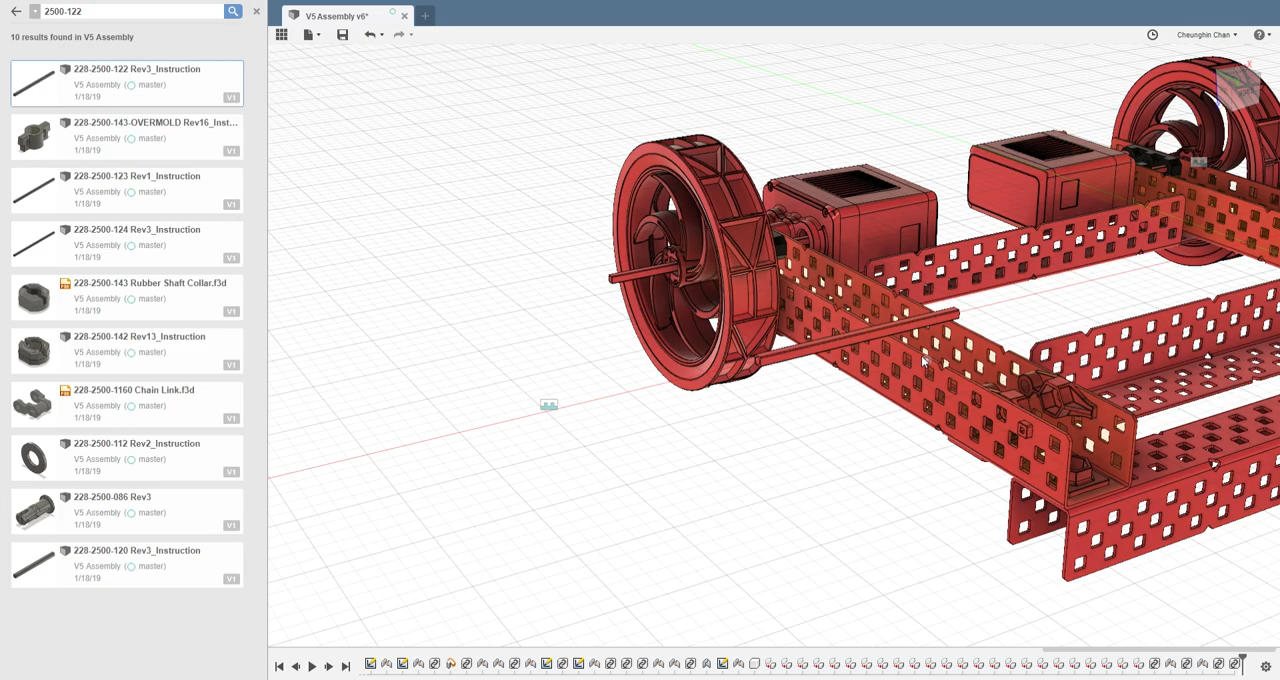 2500-122
V5 Assembly v6*
10 results found in V5 Assembly
Cheunghin Chan
228-2500-122 Rev3_Instruction
V5 Assembly ( master)
1/18/19
V1
228-2500-143-OVERMOLD Rev16_Inst...
V5 Assembly ( master)
1/18/19
V1
228-2500-123 Rev1_Instruction
V5 Assembly ( master)
1/18/19
V1
228-2500-124 Rev3_Instruction
V5 Assembly ( master)
1/18/19
V1
228-2500-143 Rubber Shaft Collar.f3d
V5 Assembly ( master)
1/18/19
V1
228-2500-142 Rev13_Instruction
V5 Assembly ( master)
1/18/19
V1
228-2500-1160 Chain Link.f3d
V5 Assembly ( master)
1/18/19
V1
228-2500-112 Rev2_Instruction
V5 Assembly ( master)
1/18/19
V1
228-2500-086 Rev3
V5 Assembly ( master)
1/18/19
V1
228-2500-120 Rev3_Instruction
V5 Assembly ( master)
1/18/19
V1
X